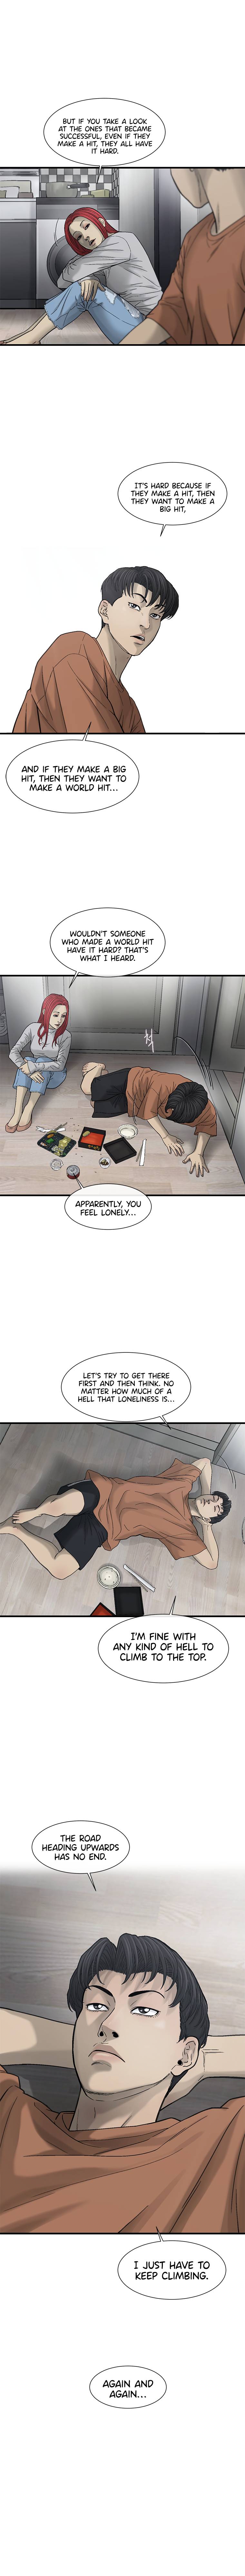 BUT IF YOU TAKE A LOOK
AT THE ONES THAT BECAME
SUCCESSFUL, EVEN IF THEY
MAKE A HIT, THEY ALL HAVE
IT HARD.
IT'S HARD BECAUSE IF
THEY MAKE A HIT, THEN
THEY WANT TO MAKE A
BIG HIT,
AND IF THEY MAKE A BIG
HIT, THEN THEY WANT TO
MAKE A WORLD HIT...
WOULDN'T SOMEONE
WHO MADE A WORLD HIT
HAVE IT HARD? THAT'S
WHAT I HEARD.
APPARENTLY, YOU
FEEL LONELY...
LET'S TRY TO GET THERE
FIRST AND THEN THINK. NO
MATTER HOW MUCH OF A
HELL THAT LONELINESS IS...
I'M FINE WITH
ANY KIND OF HELL TO
CLIMB TO THE TOP.
THE ROAD
HEADING UPWARDS
HAS NO END.
I JUST HAVE TO
KEEP CLIMBING.
AGAIN AND
AGAIN...